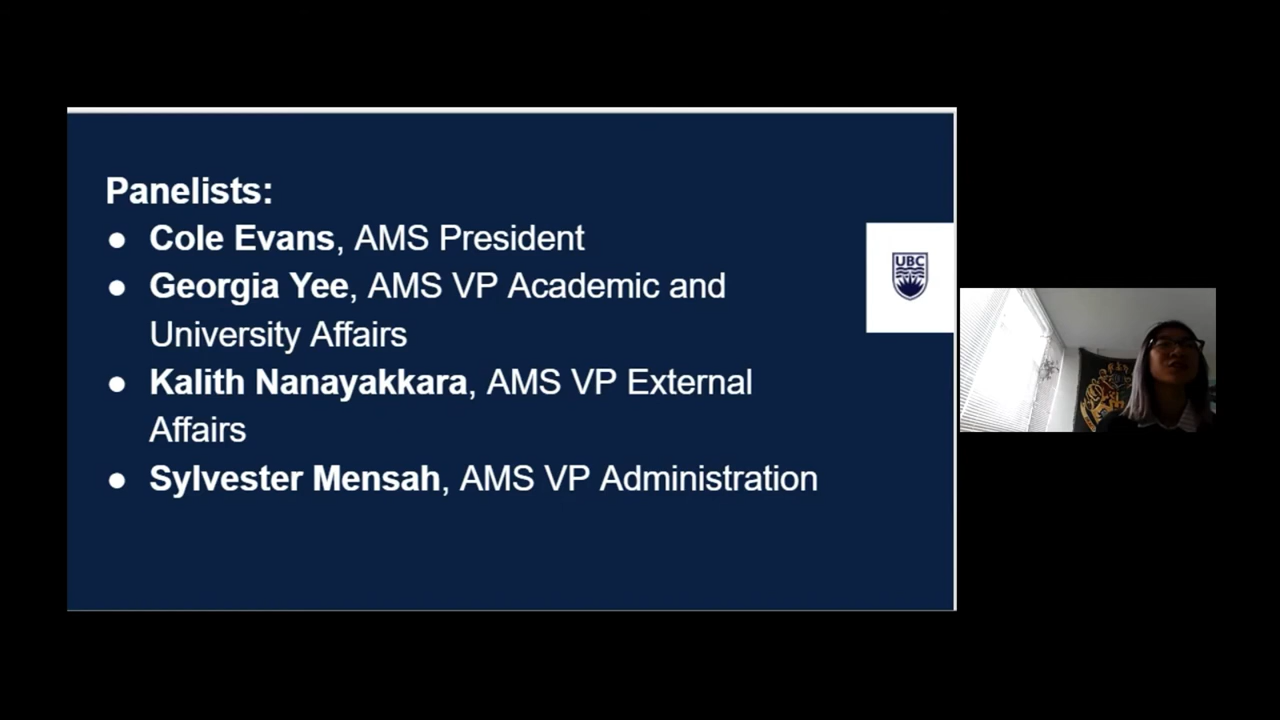 Panelists:
● Cole Evans, AMS President
● Georgia Yee, AMS VP Academic and
University Affairs
● Kalith Nanayakkara, AMS VP External
Affairs
● Sylvester Mensah, AMS VP Administration
UBC